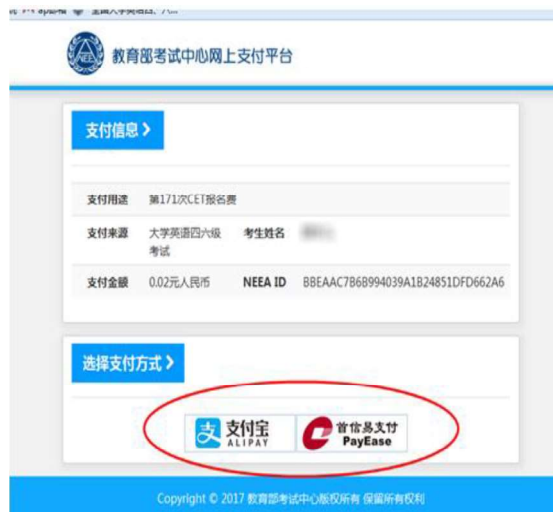 教育部考试中心网上支付平台
支付信息
支付用途 第171次CET报名费
支付来源 大学英语四六级考试 考生姓名
支付金额 0.02元人民币 NEEA ID BBEAAC7B6B994039A1B24851DFD662A6
选择支付方式
支付宝 首信易支付
ALIPAY PayEase
Copyright © 2017 教育部考试中心版权所有 保留所有权利